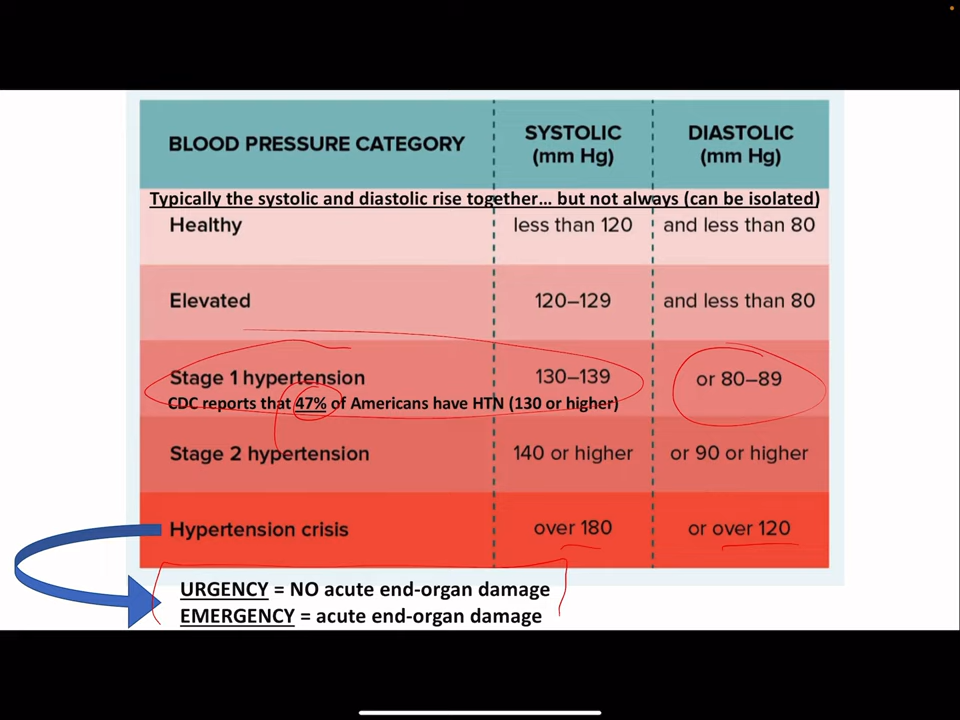 BLOOD PRESSURE CATEGORY SYSTOLIC (mm Hg) DIASTOLIC (mm Hg)
Typically the systolic and diastolic rise together... but not always (can be isolated)
Healthy less than 120 and less than 80
Elevated 120–129 and less than 80
Stage 1 hypertension 130–139 or 80–89
CDC reports that 47% of Americans have HTN (130 or higher)
Stage 2 hypertension 140 or higher or 90 or higher
Hypertension crisis over 180 or over 120
URGENCY = NO acute end-organ damage
EMERGENCY = acute end-organ damage